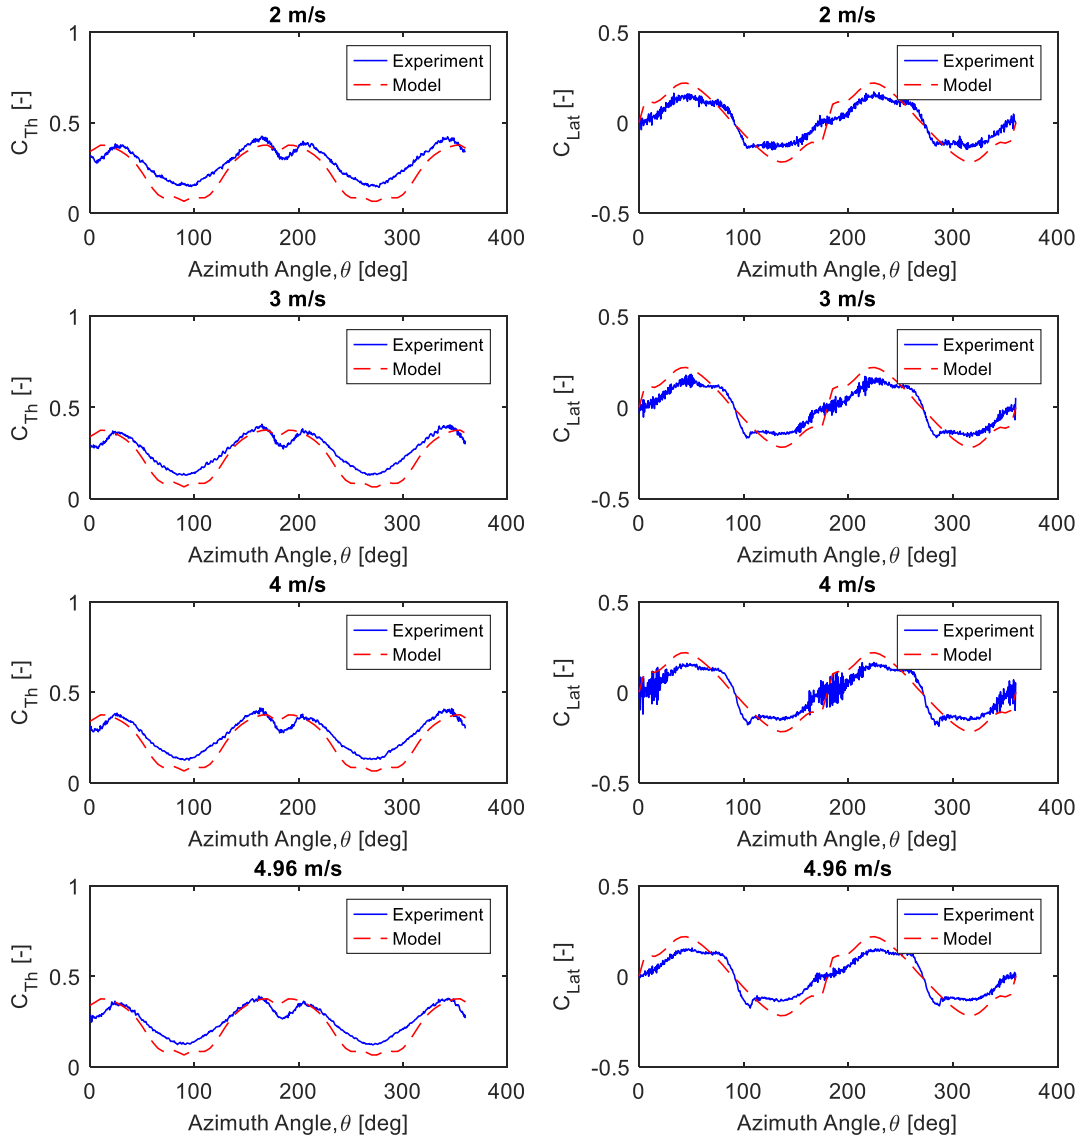 2 m/s
1
0.5
0
C_Th [-]
Experiment
Model
0 100 200 300 400
Azimuth Angle, θ [deg]
2 m/s
0.5
0
-0.5
C_Lat [-]
Experiment
Model
0 100 200 300 400
Azimuth Angle, θ [deg]
3 m/s
1
0.5
0
C_Th [-]
Experiment
Model
0 100 200 300 400
Azimuth Angle, θ [deg]
3 m/s
0.5
0
-0.5
C_Lat [-]
Experiment
Model
0 100 200 300 400
Azimuth Angle, θ [deg]
4 m/s
1
0.5
0
C_Th [-]
Experiment
Model
0 100 200 300 400
Azimuth Angle, θ [deg]
4 m/s
0.5
0
-0.5
C_Lat [-]
Experiment
Model
0 100 200 300 400
Azimuth Angle, θ [deg]
4.96 m/s
1
0.5
0
C_Th [-]
Experiment
Model
0 100 200 300 400
Azimuth Angle, θ [deg]
4.96 m/s
0.5
0
-0.5
C_Lat [-]
Experiment
Model
0 100 200 300 400
Azimuth Angle, θ [deg]